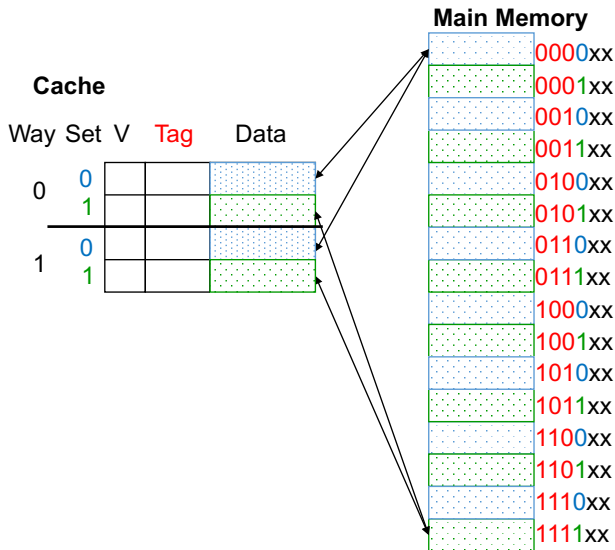 Main Memory
Cache
Way Set V Tag Data
0
0
1
1
0
1
0000xx
0001xx
0010xx
0011xx
0100xx
0101xx
0110xx
0111xx
1000xx
1001xx
1010xx
1011xx
1100xx
1101xx
1110xx
1111xx